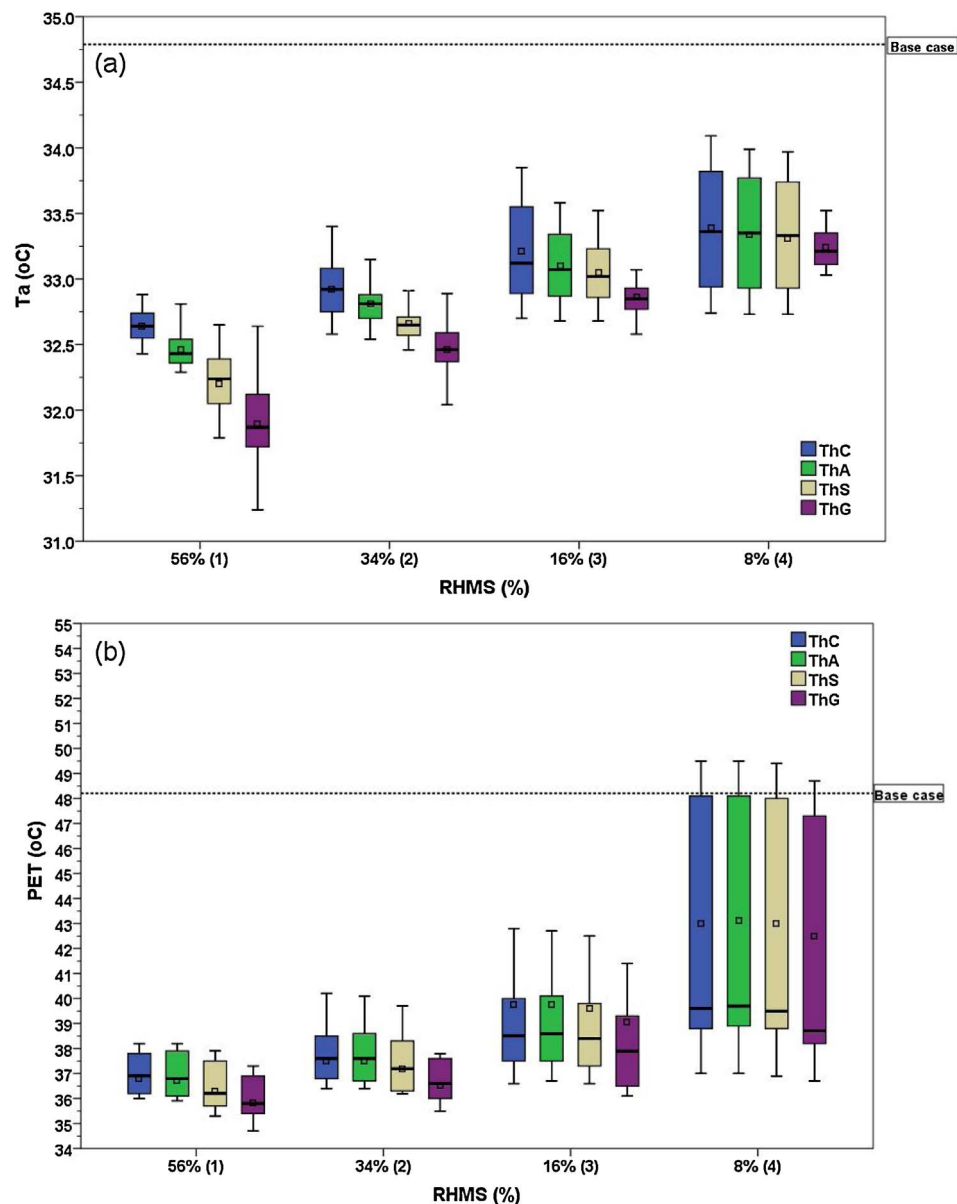 35.0
Base case
(a)
34.5
34.0
33.5
33.0
32.5
32.0
31.5
31.0
Ta (oC)
ThC
ThA
ThS
ThG
56% (1) 34% (2) 16% (3) 8% (4)
RHMS (%)
55
(b)
54
53
52
51
50
49
48
47
46
45
44
43
42
41
40
39
38
37
36
35
34
PET (oC)
ThC
ThA
ThS
ThG
Base case
56% (1) 34% (2) 16% (3) 8% (4)
RHMS (%)